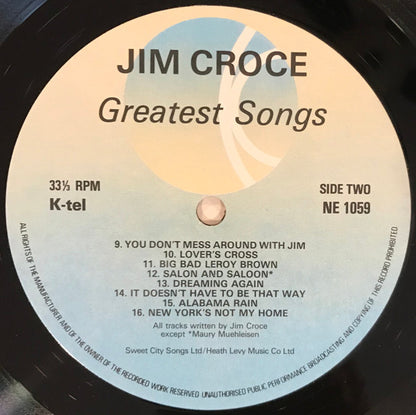 JIM CROCE
Greatest Songs
33⅓ RPM
K-tel
SIDE TWO
NE 1059
9. YOU DON'T MESS AROUND WITH JIM
10. LOVER'S CROSS
11. BIG BAD LEROY BROWN
12. SALON AND SALOON*
13. DREAMING AGAIN
14. IT DOESN'T HAVE TO BE THAT WAY
15. ALABAMA RAIN
16. NEW YORK'S NOT MY HOME
All tracks written by Jim Croce
except *Maury Muehleisen
Sweet City Songs Ltd/Heath Levy Music Co Ltd
ALL RIGHTS OF THE MANUFACTURER AND OF THE OWNER OF THE RECORDED WORK RESERVED UNAUTHORISED PUBLIC PERFORMANCE BROADCASTING AND COPYING OF THIS RECORD PROHIBITED